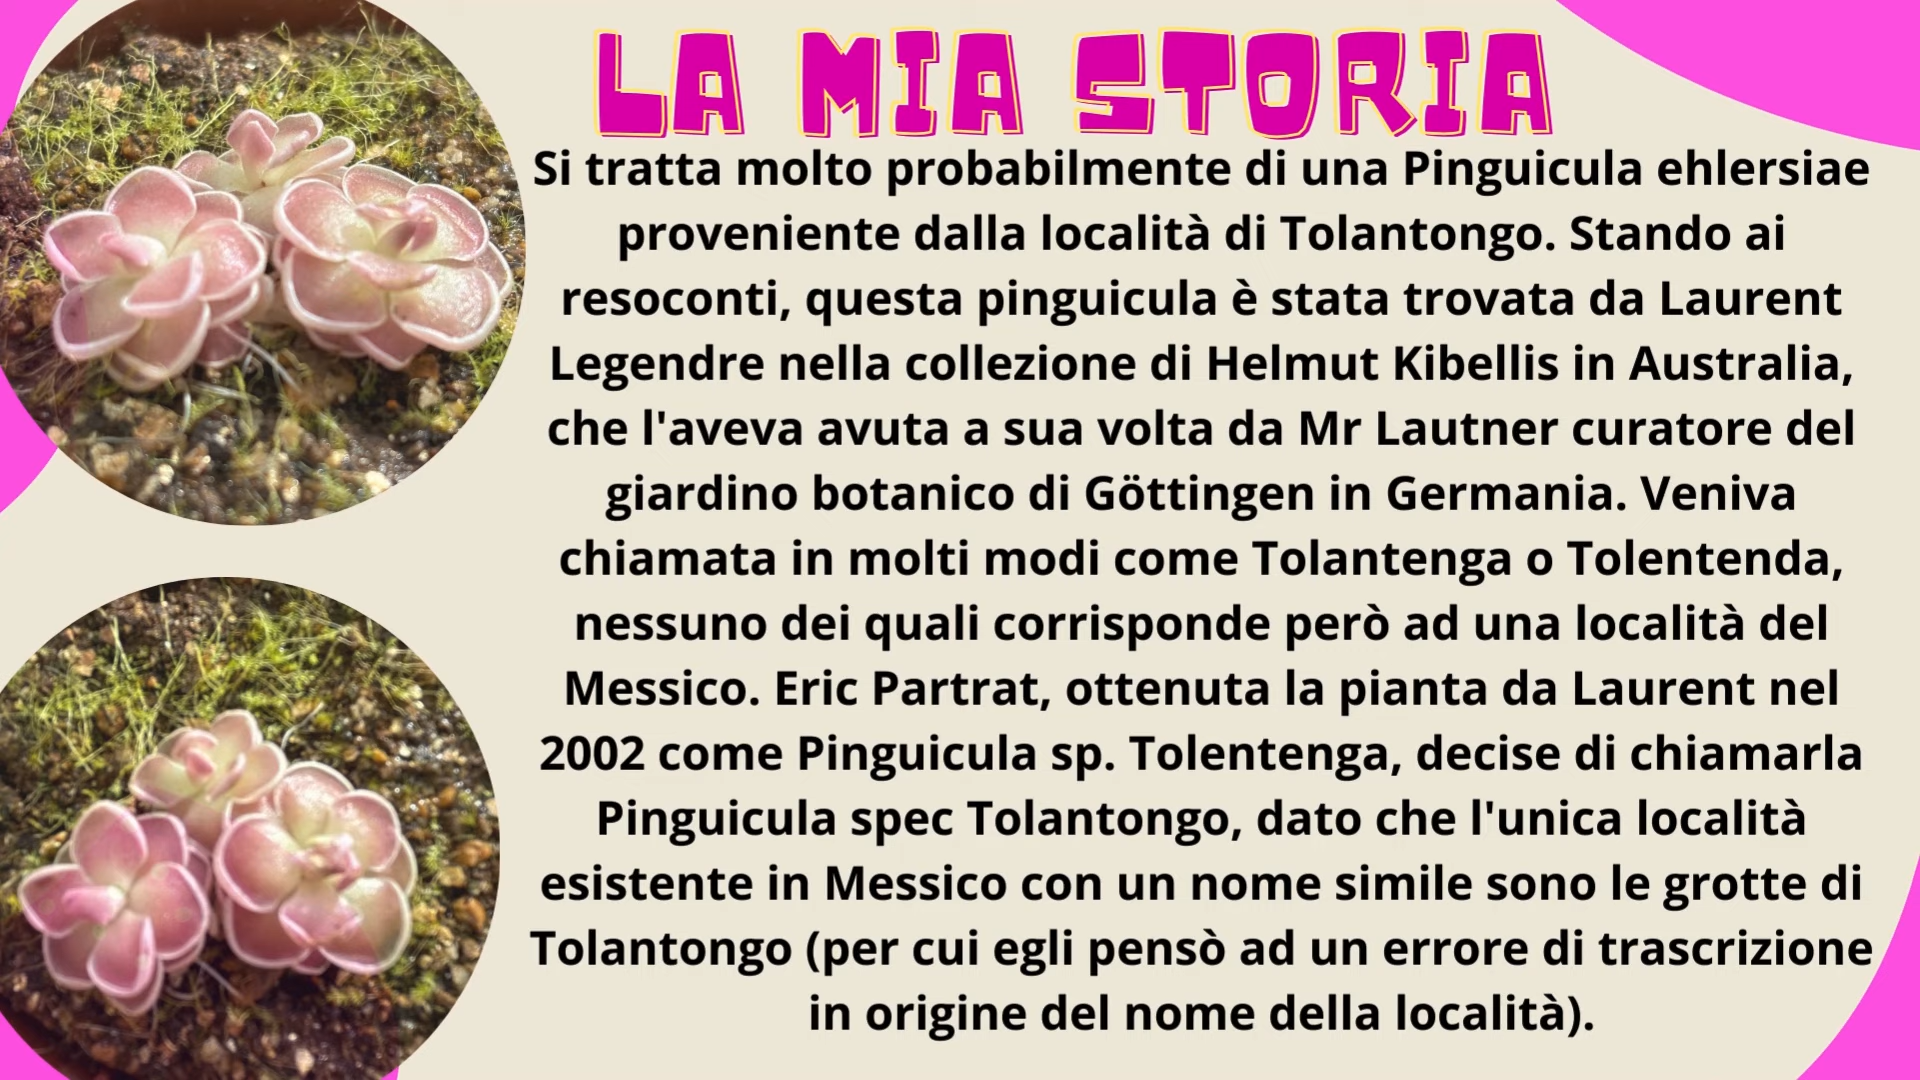 LA MIA STORIA
Si tratta molto probabilmente di una Pinguicula ehlersiae
proveniente dalla località di Tolantongo. Stando ai
resoconti, questa pinguicula è stata trovata da Laurent
Legendre nella collezione di Helmut Kibellis in Australia,
che l'aveva avuta a sua volta da Mr Lautner curatore del
giardino botanico di Göttingen in Germania. Veniva
chiamata in molti modi come Tolantenga o Tolentenda,
nessuno dei quali corrisponde però ad una località del
Messico. Eric Partrat, ottenuta la pianta da Laurent nel
2002 come Pinguicula sp. Tolentenga, decise di chiamarla
Pinguicula spec Tolantongo, dato che l'unica località
esistente in Messico con un nome simile sono le grotte di
Tolantongo (per cui egli pensò ad un errore di trascrizione
in origine del nome della località).